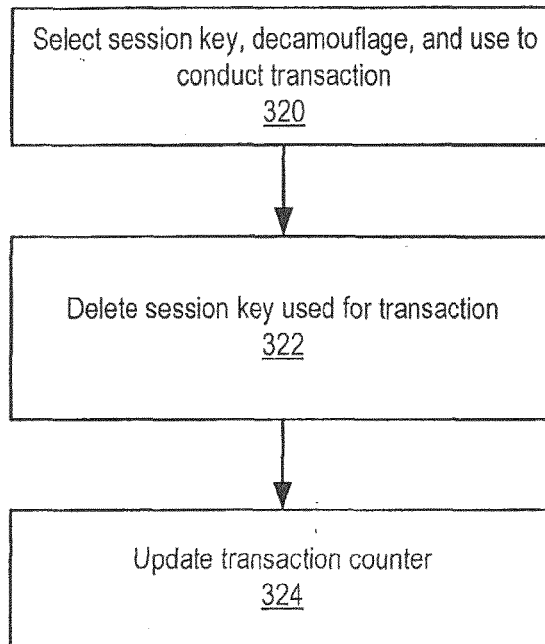 Select session key, decamouflage, and use to
conduct transaction
320
Delete session key used for transaction
322
Update transaction counter
324